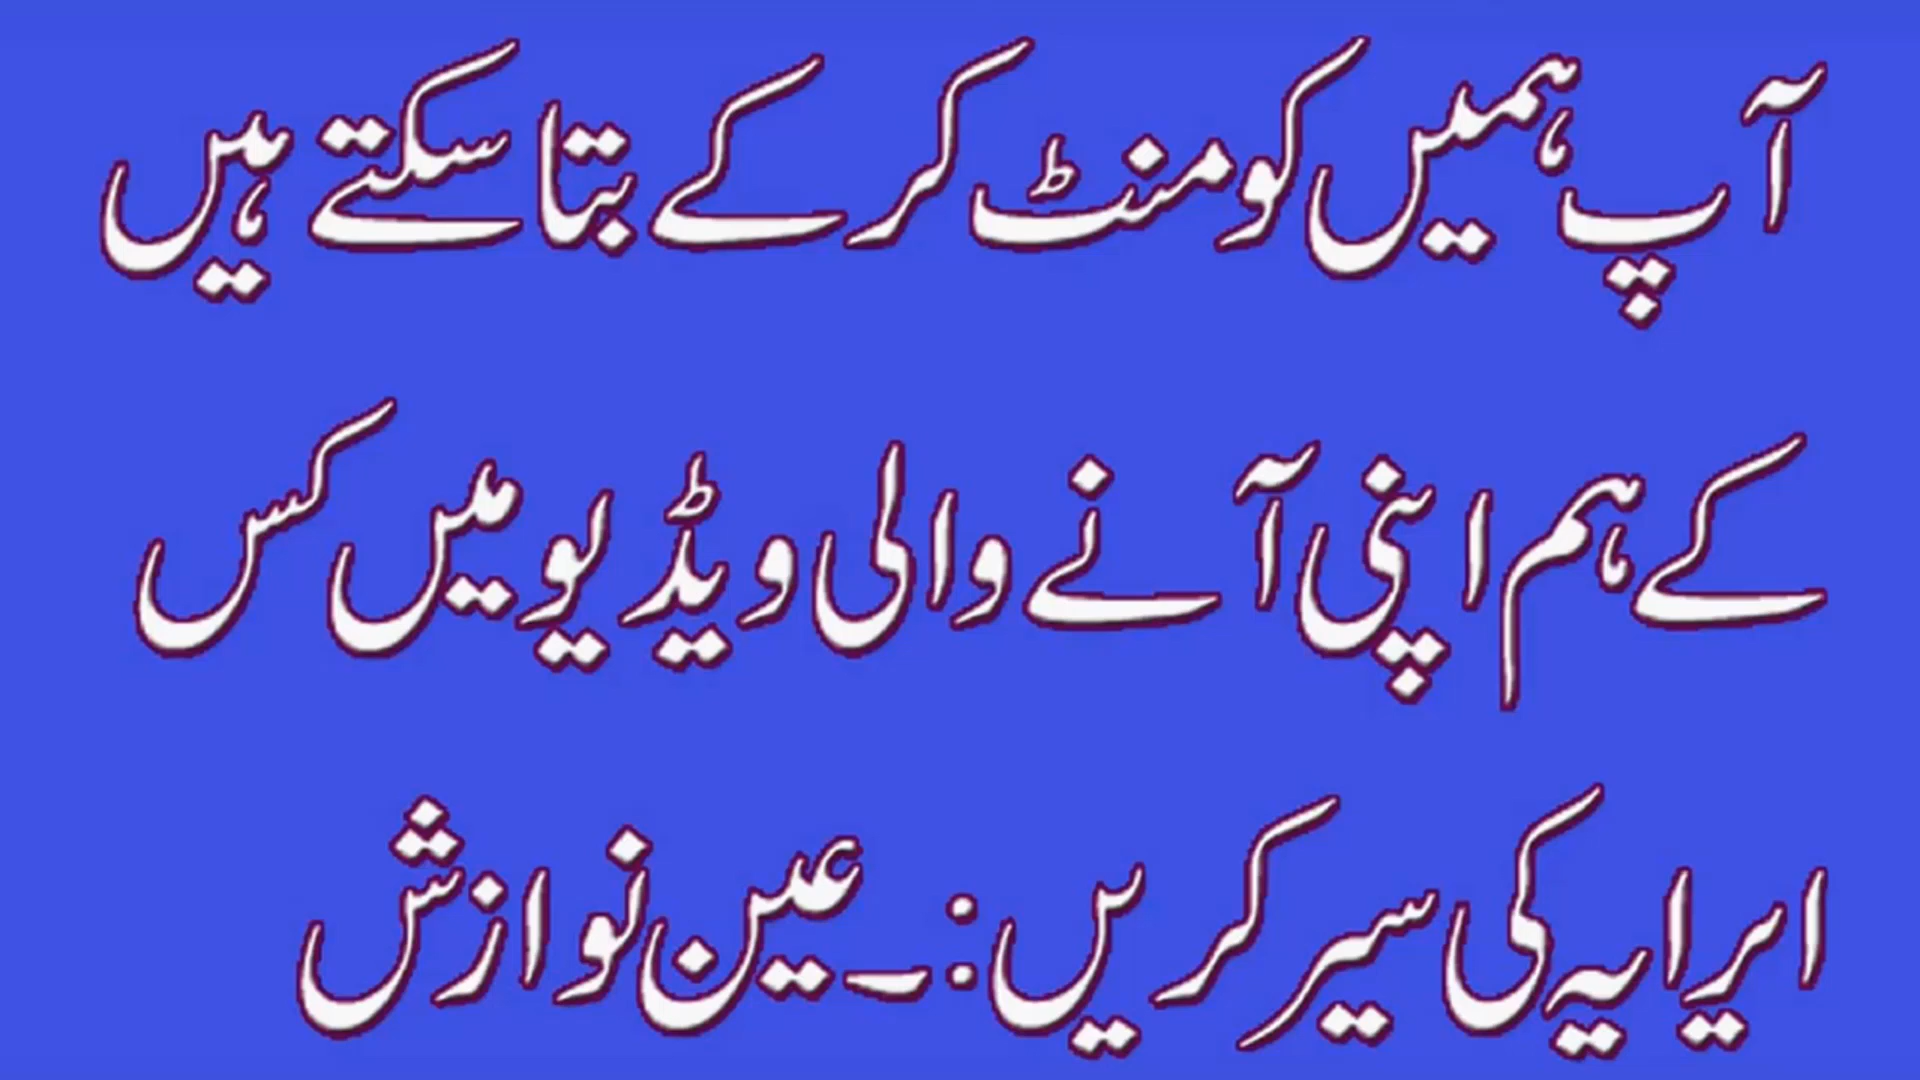 آپ ہمیں کومنٹ کر کے بتا سکتے ہیں
کے ہم اپنی آنے والی ویڈیو میں کس
ایرایہ کی سیر کریں :۔ عین نوازش